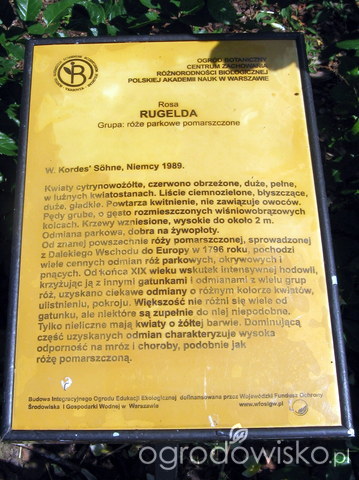 OGRÓD BOTANICZNY
CENTRUM ZACHOWANIA
RÓŻNORODNOŚCI BIOLOGICZNEJ
POLSKIEJ AKADEMII NAUK W WARSZAWIE
Rosa
RUGELDA
Grupa: róże parkowe pomarszczone
W. Kordes' Söhne, Niemcy 1989.
Kwiaty cytrynowożółte, czerwono obrzeżone, duże, pełne,
w luźnych kwiatostanach. Liście ciemnozielone, błyszczące,
duże, gładkie. Powtarza kwitnienie, nie zawiązuje owoców.
Pędy grube, o gęsto rozmieszczonych wiśniowobrązowych
kolcach. Krzewy wzniesione, wysokie do około 2 m.
Odmiana parkowa, dobra na żywopłoty.
Od znanej powszechnie róży pomarszczonej, sprowadzonej
z Dalekiego Wschodu do Europy w 1796 roku, pochodzi
wiele cennych odmian róż parkowych, okrywowych i
pnących. Od końca XIX wieku wskutek intensywnej hodowli,
krzyżując ją z innymi gatunkami i odmianami z wielu grup
róż, uzyskano ciekawe odmiany o różnym kolorze kwiatów,
ulistnieniu, pokroju. Większość nie różni się wiele od
gatunku, ale niektóre są zupełnie do niej niepodobne.
Tylko nieliczne mają kwiaty o żółtej barwie. Dominującą
część uzyskanych odmian charakteryzuje wysoka
odporność na mróz i choroby, podobnie jak
różę pomarszczoną.
Budowa Integracyjnego Ogrodu Edukacji Ekologicznej dofinansowana przez Wojewódzki Fundusz Ochrony
Środowiska i Gospodarki Wodnej w Warszawie
www.wfosigw.pl
ogrodowisko.pl